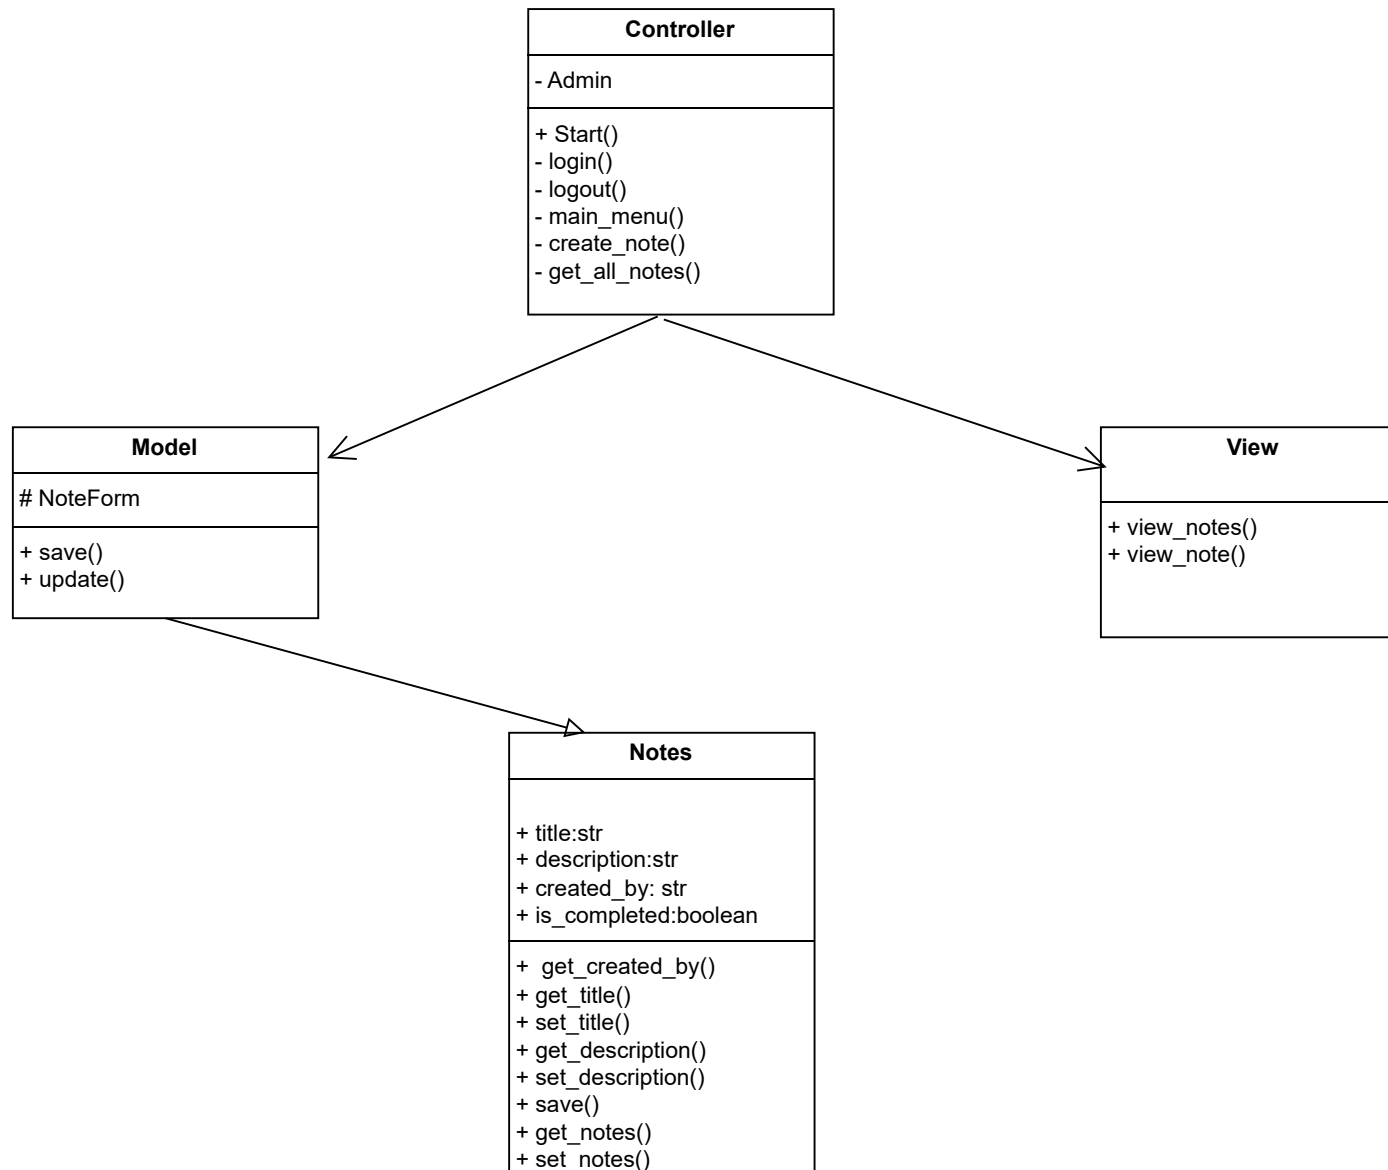 Controller
- Admin
+ Start()
- login()
- logout()
- main_menu()
- create_note()
- get_all_notes()
Model
# NoteForm
+ save()
+ update()
View
+ view_notes()
+ view_note()
Notes
+ title:str
+ description:str
+ created_by: str
+ is_completed:boolean
+ get_created_by()
+ get_title()
+ set_title()
+ get_description()
+ set_description()
+ save()
+ get_notes()
+ set_notes()